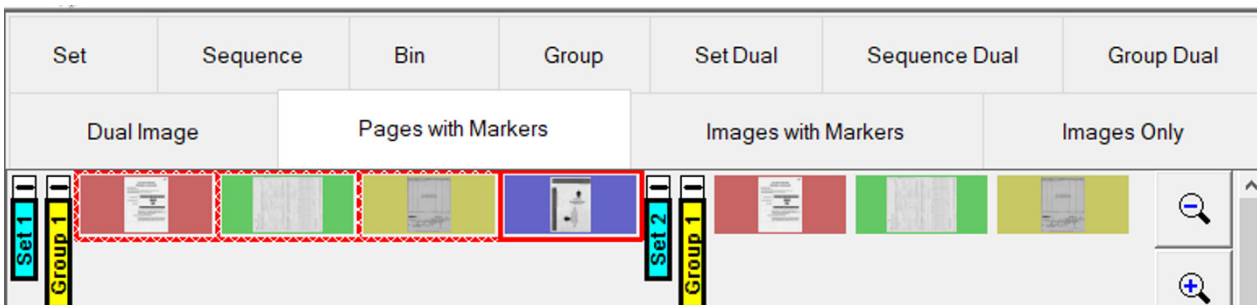 Set Sequence Bin Group Set Dual Sequence Dual Group Dual
Dual Image Pages with Markers Images with Markers Images Only
Set 1 Group 1 Set 2 Group 1